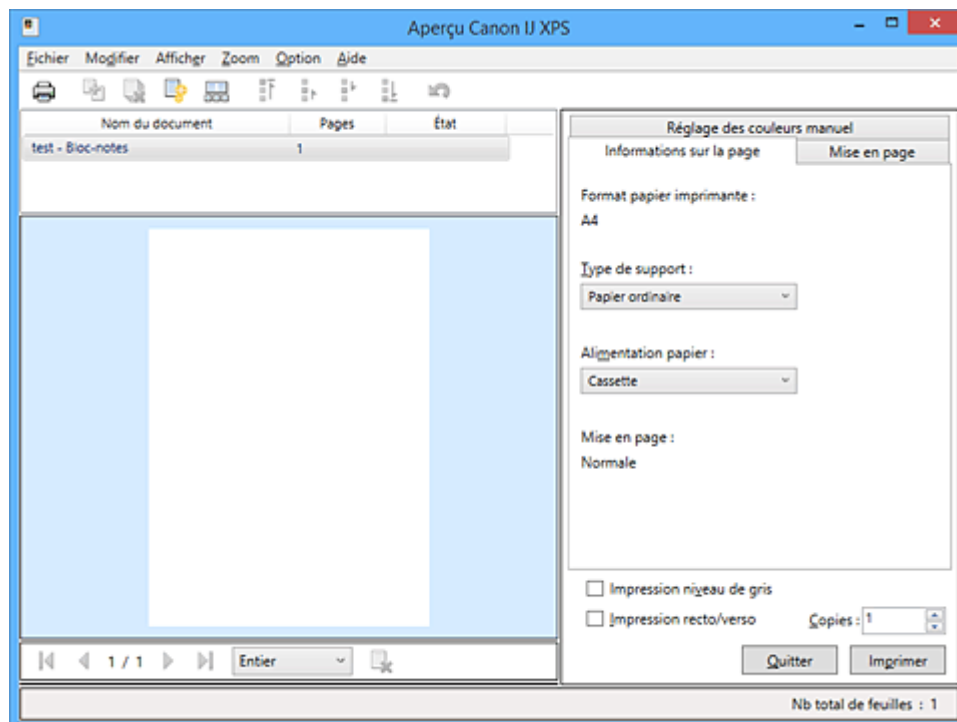 Aperçu Canon IJ XPS
Fichier Modifier Afficher Zoom Option Aide
Nom du document Pages État
test - Bloc-notes 1
Réglage des couleurs manuel
Informations sur la page Mise en page
Format papier imprimante :
A4
Type de support :
Papier ordinaire
Alimentation papier :
Cassette
Mise en page :
Normale
Impression niveau de gris
Impression recto/verso Copies : 1
1 / 1 Entier
Quitter Imprimer
Nb total de feuilles : 1